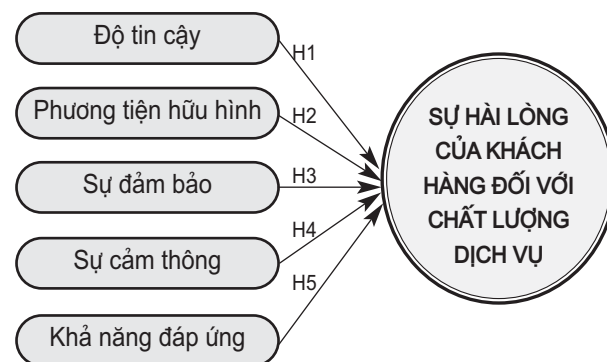 Độ tin cậy
H1
Phương tiện hữu hình
H2
Sự đảm bảo
H3
Sự cảm thông
H4
Khả năng đáp ứng
H5
SỰ HÀI LÒNG
CỦA KHÁCH
HÀNG ĐỐI VỚI
CHẤT LƯỢNG
DỊCH VỤ